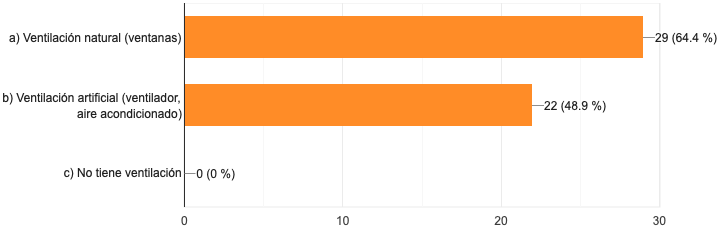 a) Ventilación natural (ventanas)
29 (64.4 %)
b) Ventilación artificial (ventilador,
aire acondicionado)
22 (48.9 %)
c) No tiene ventilación
0 (0 %)
0
10
20
30